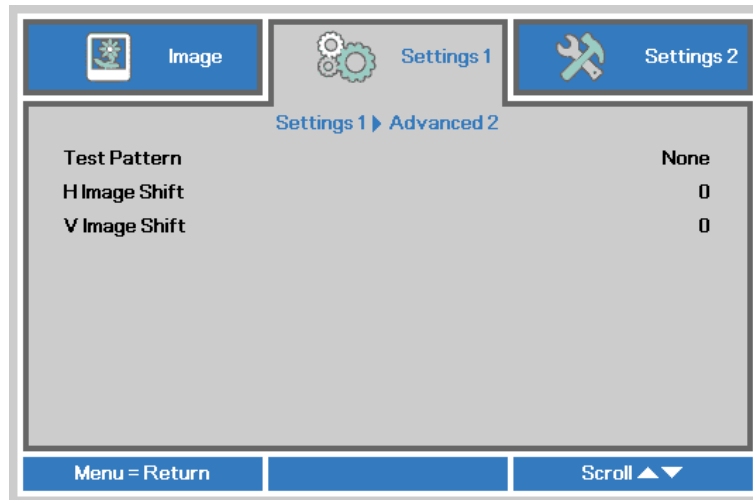 Image
Settings 1
Settings 2
Settings 1 Advanced 2
Test Pattern None
H Image Shift 0
V Image Shift 0
Menu = Return Scroll